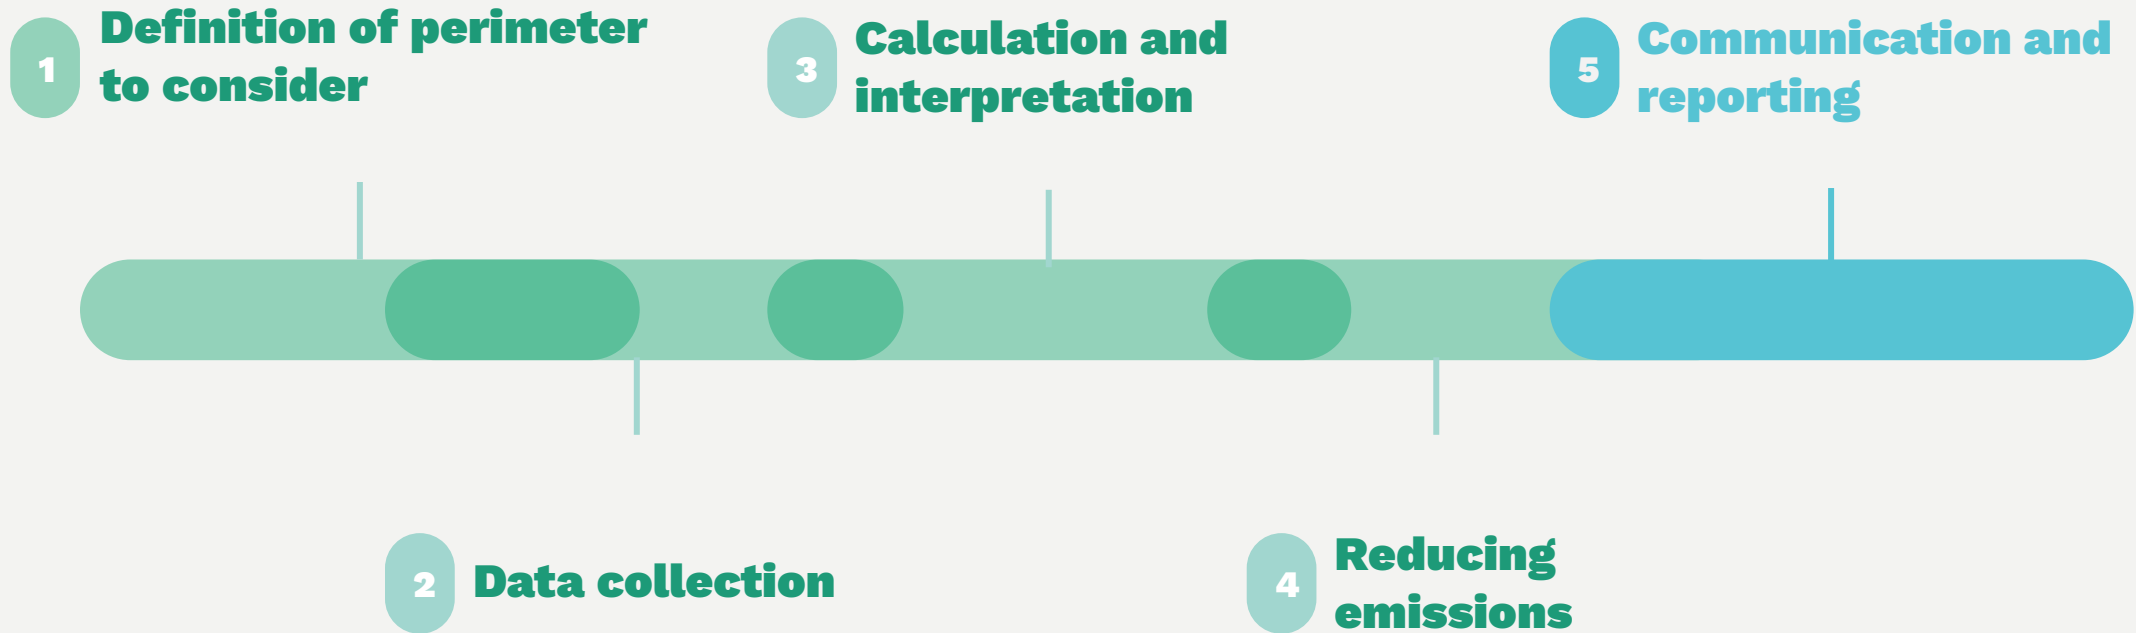 1
Definition of perimeter
to consider
2
Data collection
3
Calculation and
interpretation
4
Reducing
emissions
5
Communication and
reporting